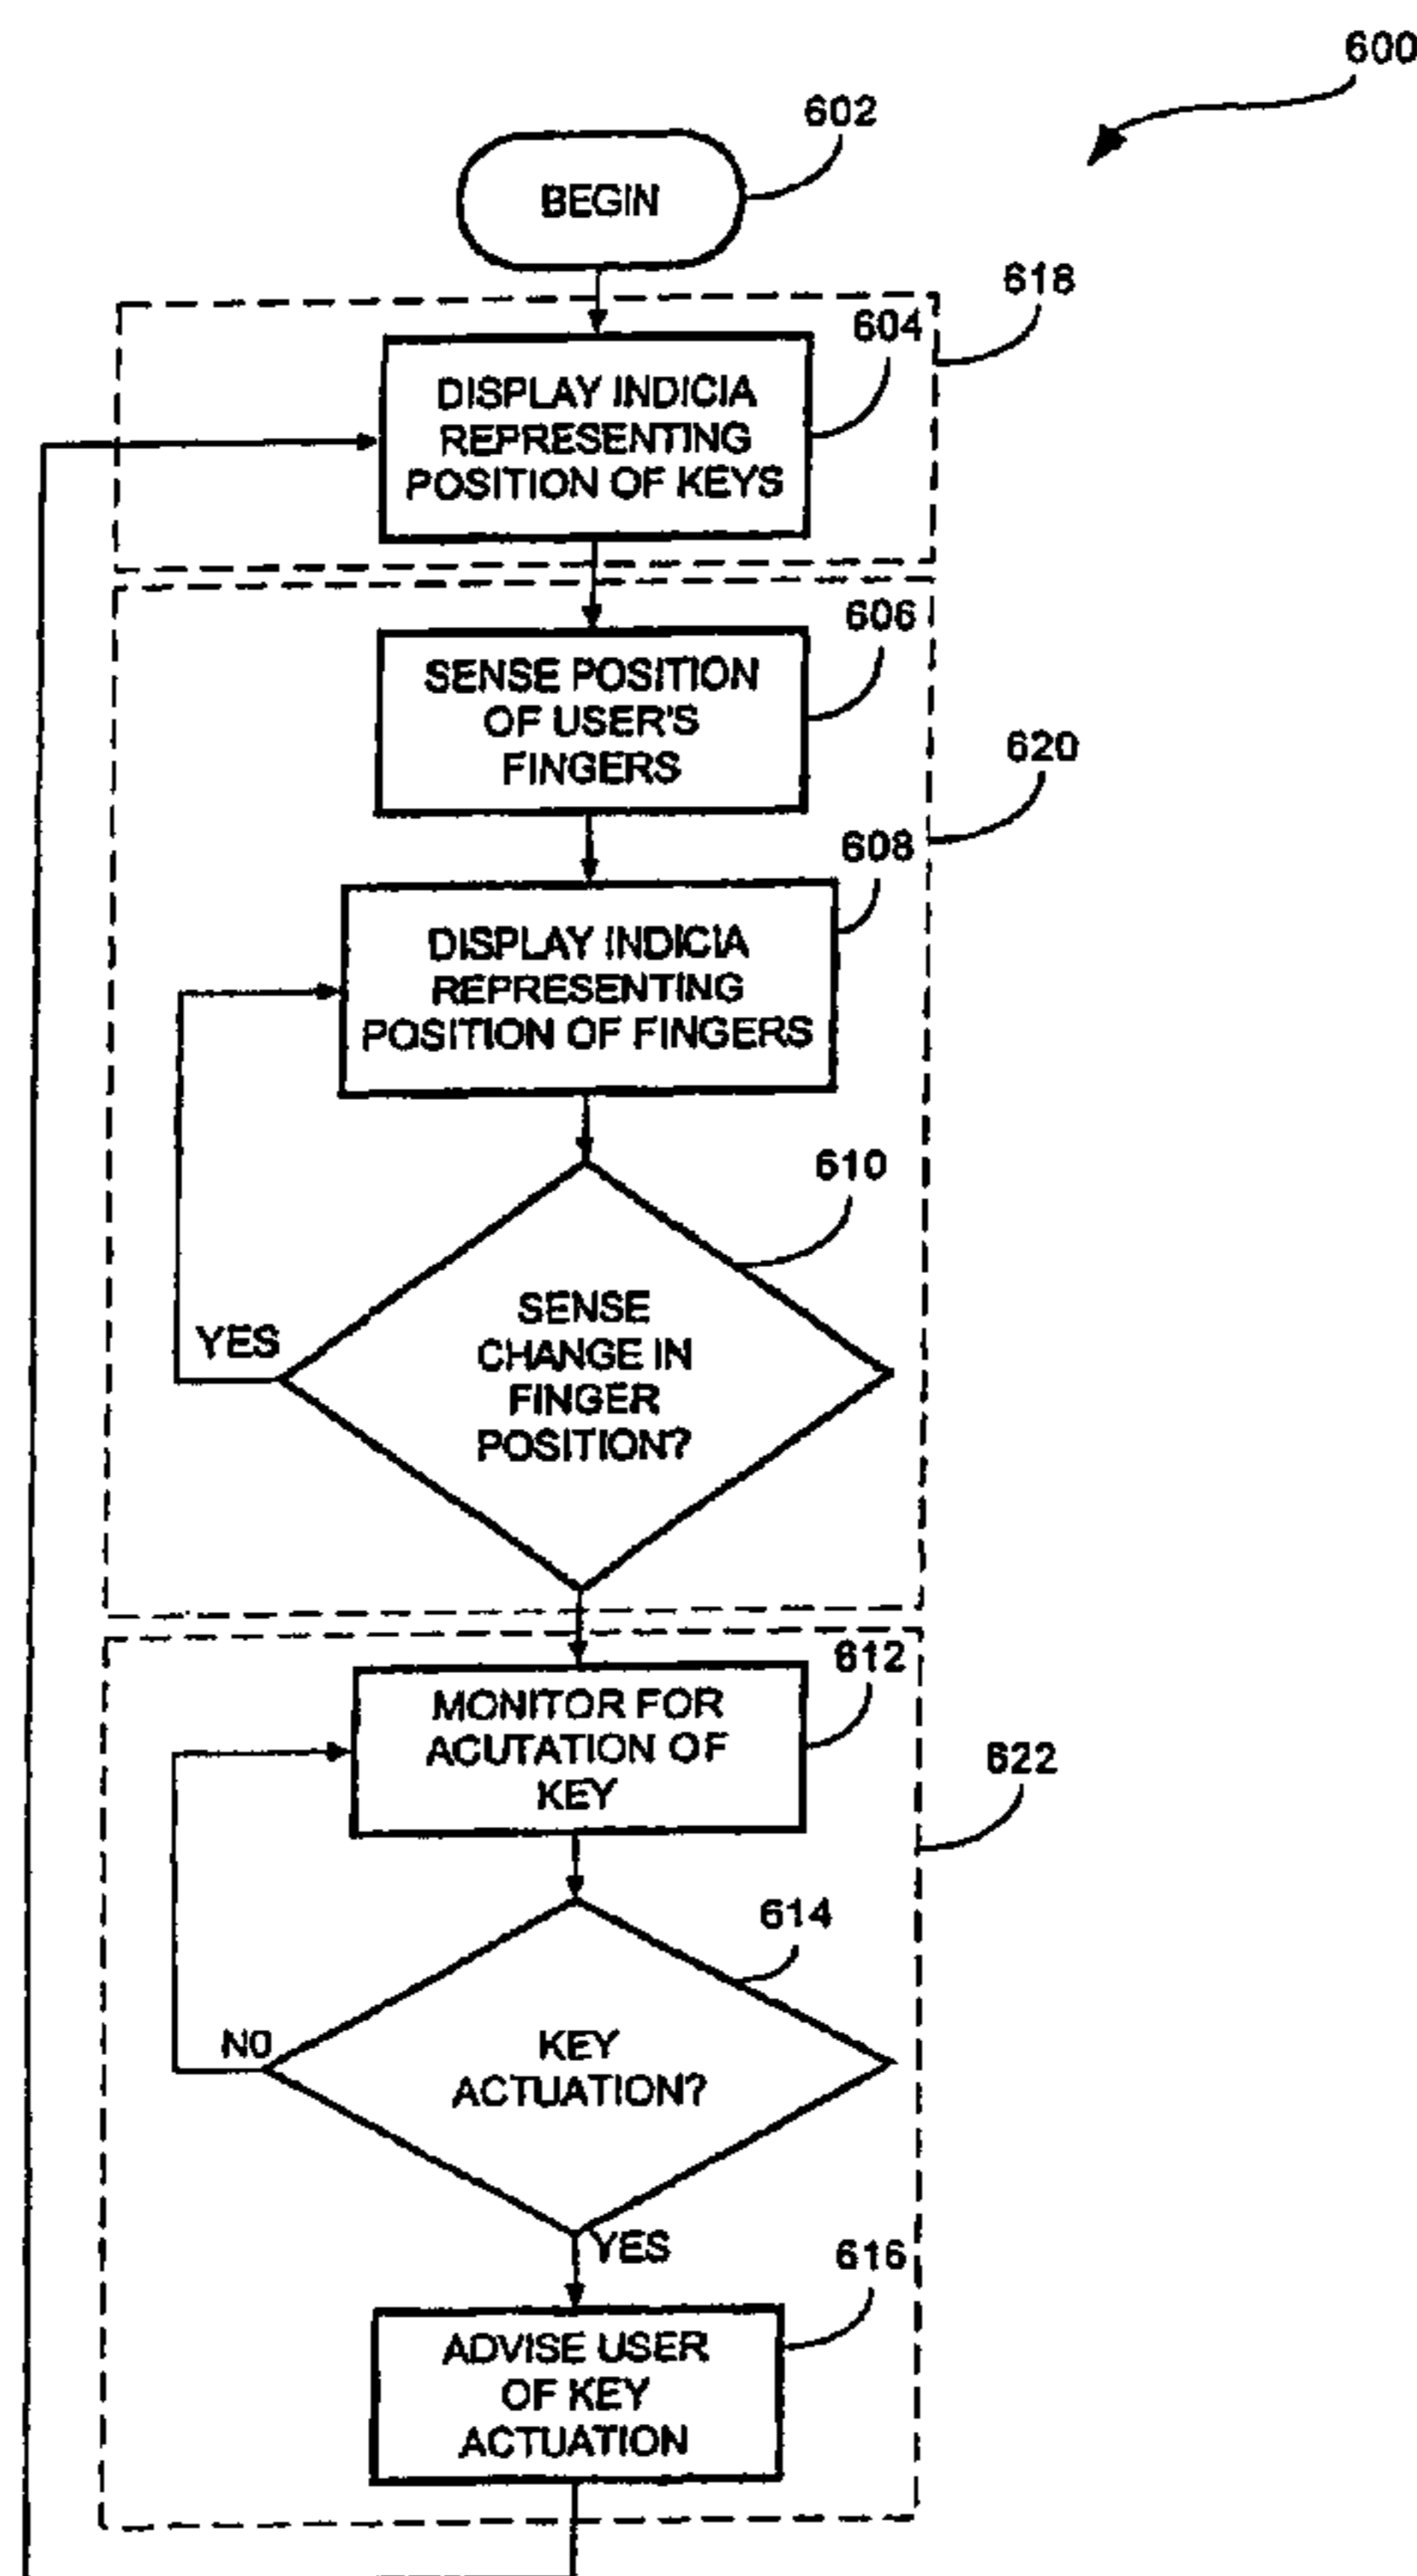 600
602
BEGIN
618
604
DISPLAY INDICIA
REPRESENTING
POSITION OF KEYS
606
SENSE POSITION
OF USER'S
FINGERS
620
608
DISPLAY INDICIA
REPRESENTING
POSITION OF FINGERS
610
SENSE
CHANGE IN
FINGER
POSITION?
YES
612
MONITOR FOR
ACUTATION OF
KEY
622
614
KEY
ACTUATION?
NO
YES
616
ADVISE USER
OF KEY
ACTUATION